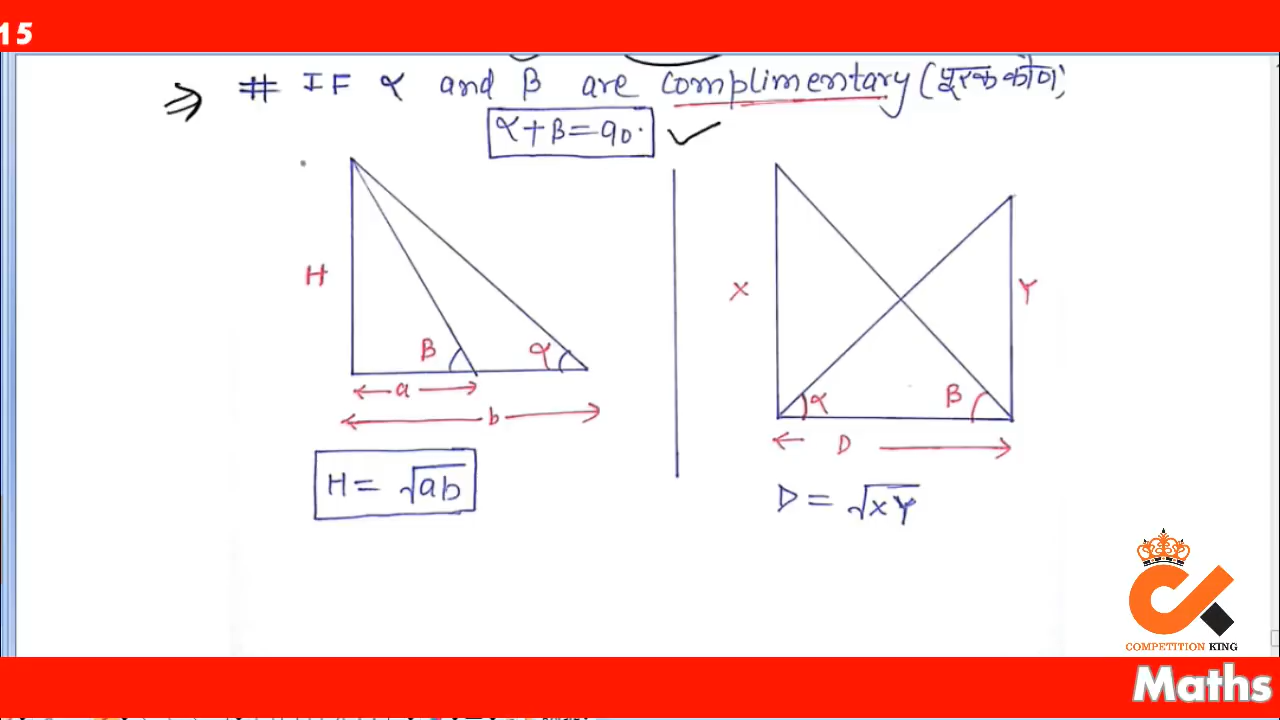 15
# IF α and β are complimentary (पूरक कोण)
⇒
α+β=90°
H
β
α
a
b
H = √ab
X
Y
α
β
D
D = √XY
COMPETITION KING
Maths